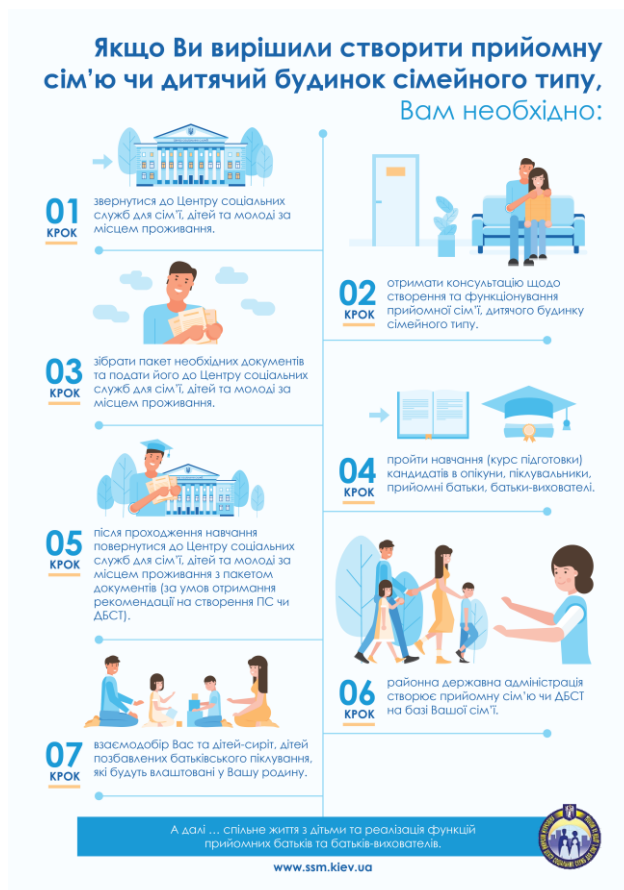 Якщо Ви вирішили створити прийомну
сім'ю чи дитячий будинок сімейного типу,
Вам необхідно:
01
КРОК
звернутися до Центру соціальних
служб для сім'ї, дітей та молоді за
місцем проживання.
02
КРОК
отримати консультацію щодо
створення та функціонування
прийомної сім'ї, дитячого будинку
сімейного типу.
03
КРОК
зібрати пакет необхідних документів
та подати його до Центру соціальних
служб для сім'ї, дітей та молоді за
місцем проживання.
04
КРОК
пройти навчання (курс підготовки)
кандидатів в опікуни, піклувальники,
прийомні батьки, батьки-вихователі.
05
КРОК
після проходження навчання
повернутися до Центру соціальних
служб для сім'ї, дітей та молоді за
місцем проживання з пакетом
документів (за умов отримання
рекомендації на створення ПС чи
ДБСТ).
06
КРОК
районна державна адміністрація
створює прийомну сім'ю чи ДБСТ
на базі Вашої сім'ї.
07
КРОК
взаємодобір Вас та дітей-сиріт, дітей
позбавлених батьківського піклування,
які будуть влаштовані у Вашу родину.
А далі ... спільне життя з дітьми та реалізація функцій
прийомних батьків та батьків-вихователів.
www.ssm.kiev.ua